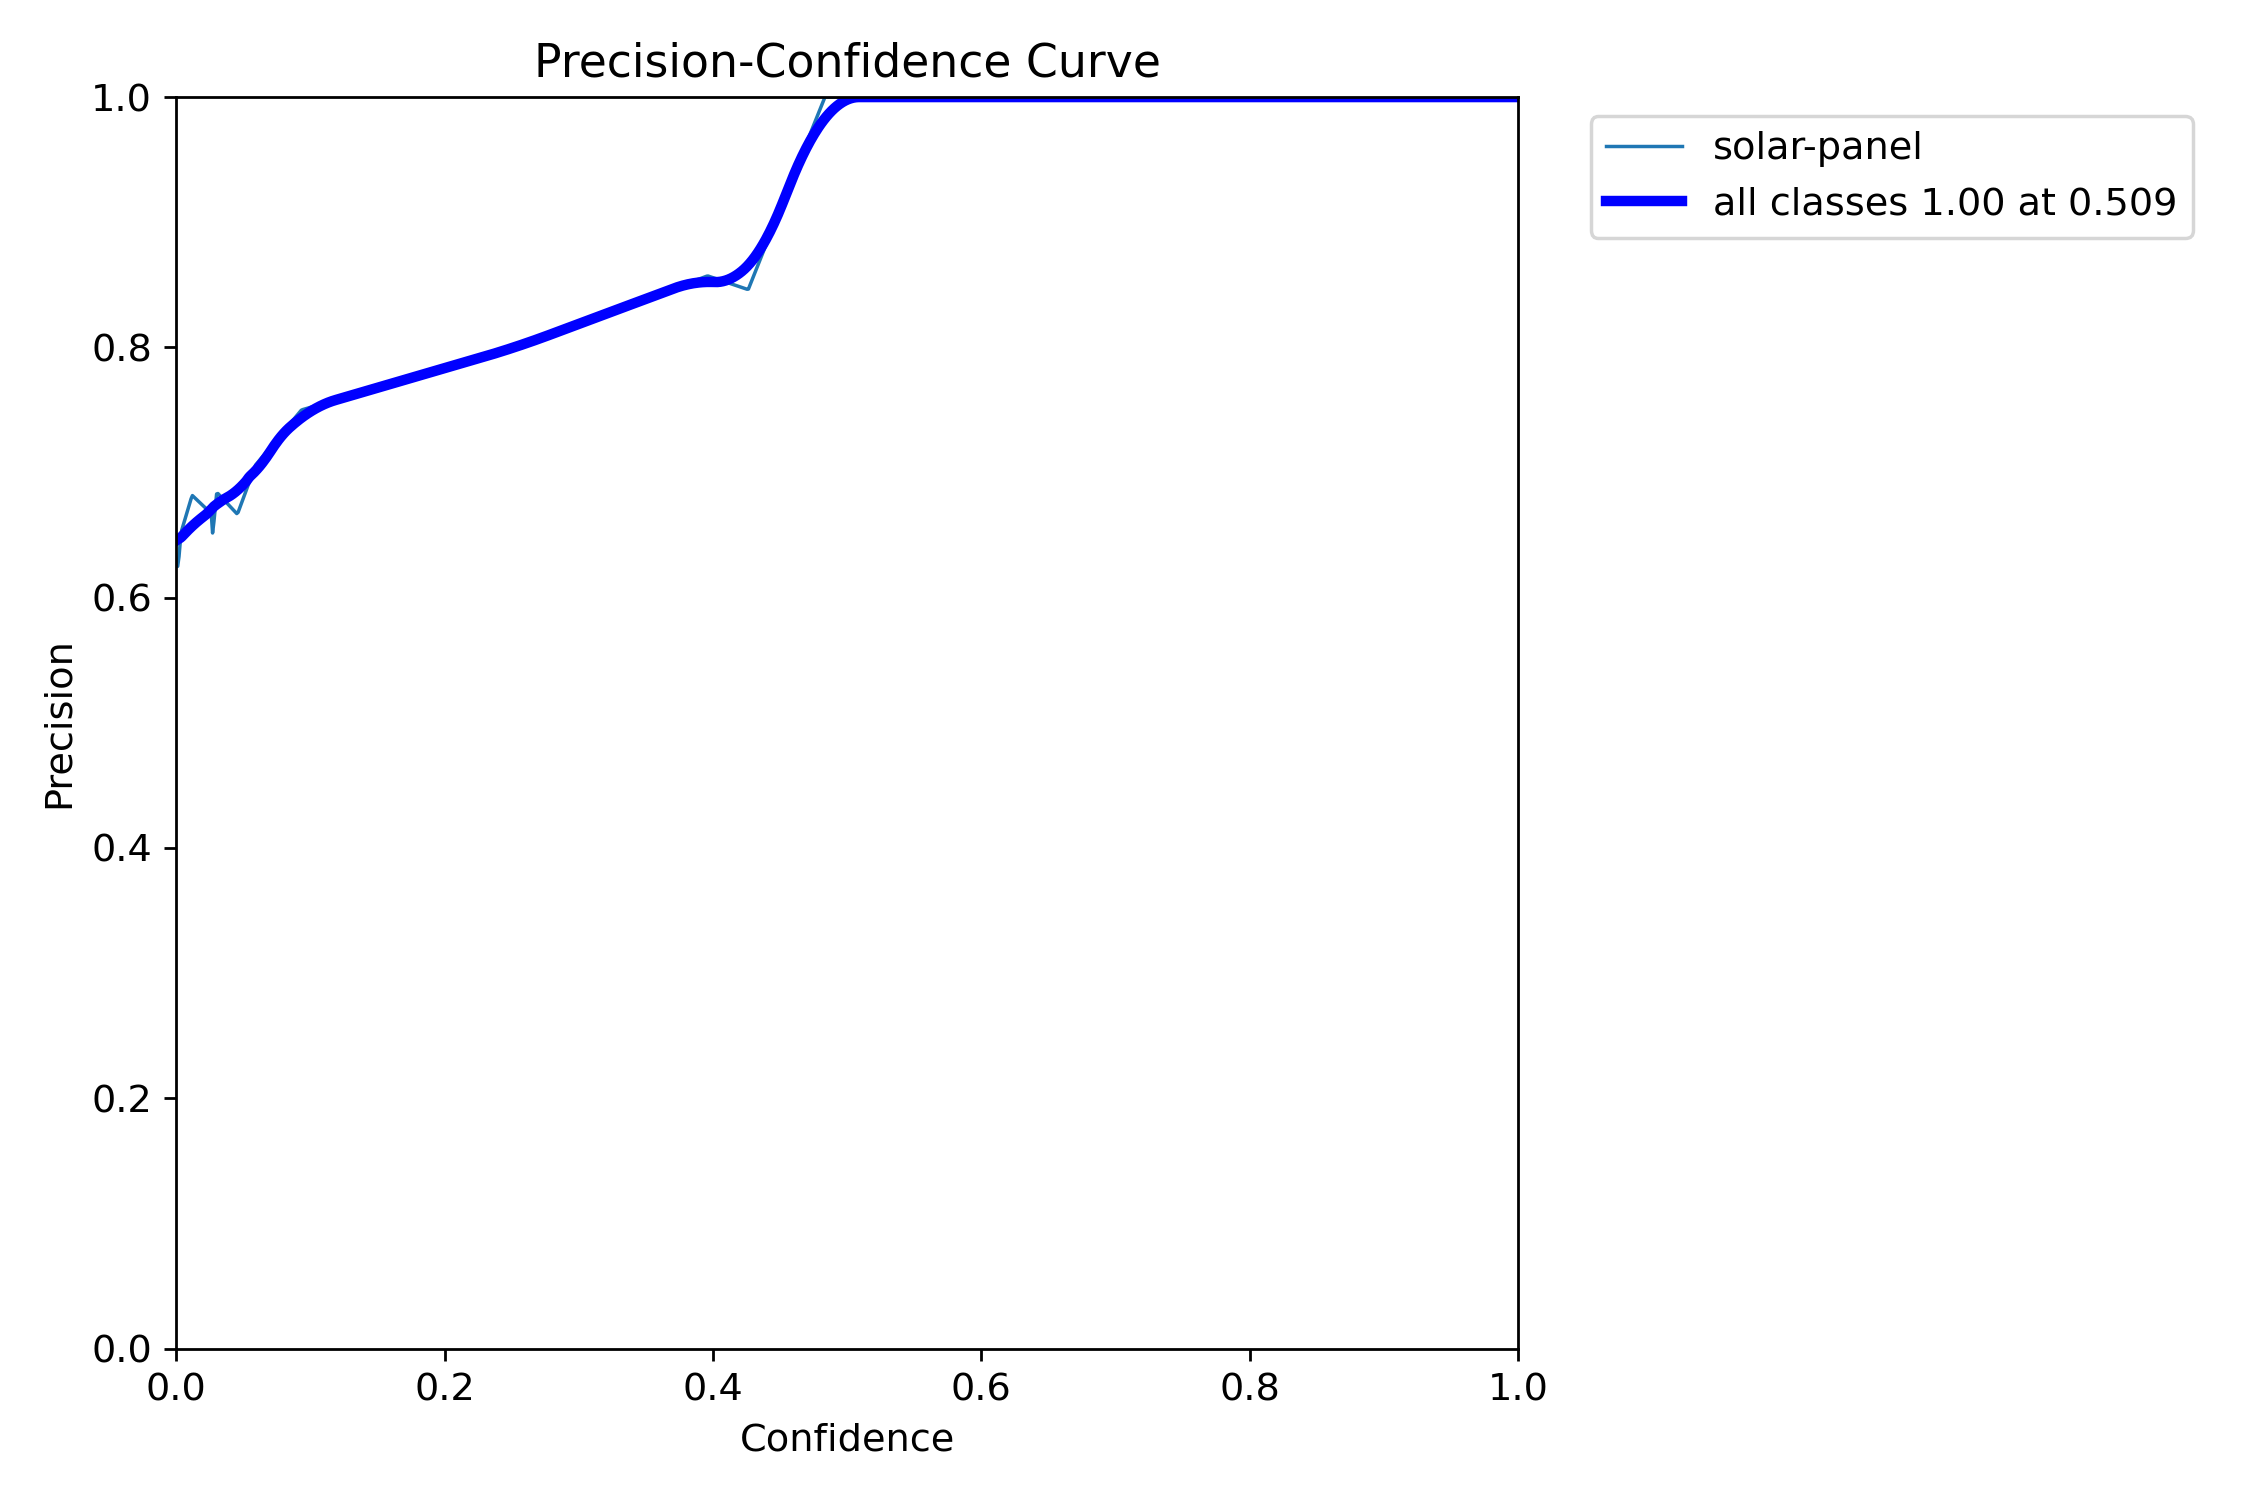 Precision-Confidence Curve
1.0
0.8
0.6
0.4
0.2
0.0
Precision
0.0 0.2 0.4 0.6 0.8 1.0
Confidence
solar-panel
all classes 1.00 at 0.509